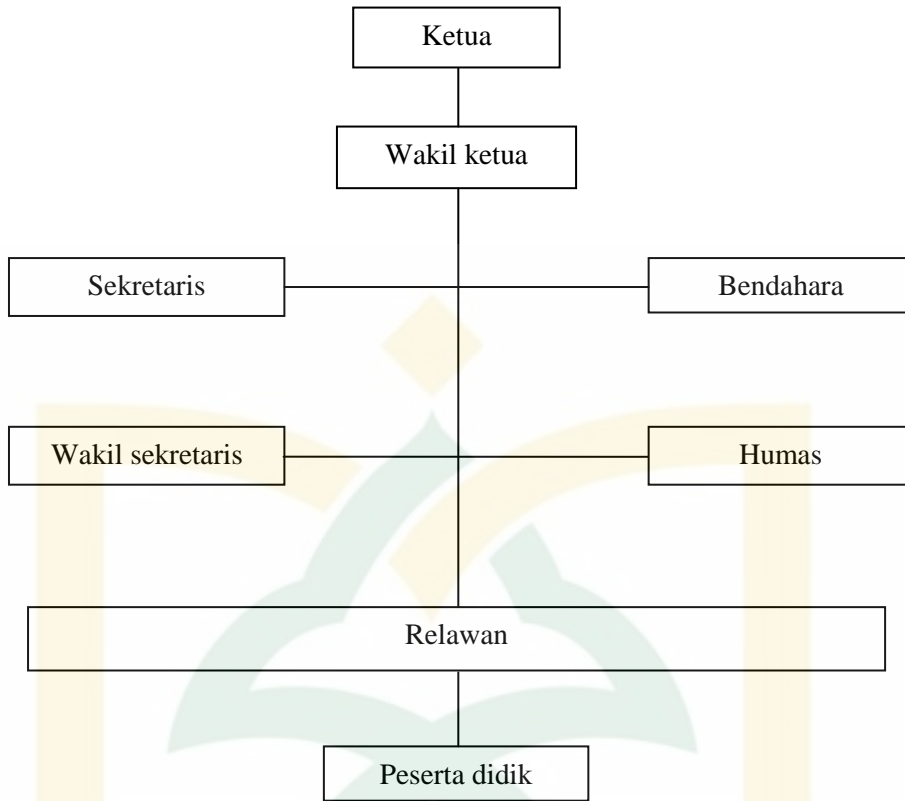 Ketua
Wakil ketua
Sekretaris
Bendahara
Wakil sekretaris
Humas
Relawan
Peserta didik